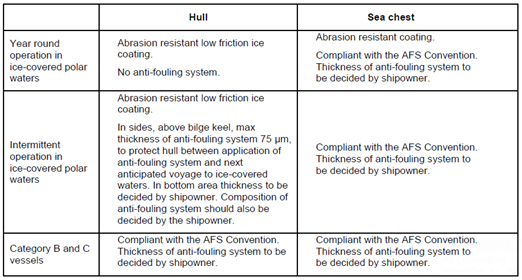 Hull
Sea chest
Year round
operation in
ice-covered polar
waters
Abrasion resistant low friction ice
coating.
No anti-fouling system.
Abrasion resistant coating.
Compliant with the AFS Convention.
Thickness of anti-fouling system to
be decided by shipowner.
Intermittent
operation in
ice-covered polar
waters
Abrasion resistant low friction ice
coating.
In sides, above bilge keel, max
thickness of anti-fouling system 75 µm,
to protect hull between application of
anti-fouling system and next
anticipated voyage to ice-covered
waters. In bottom area thickness to be
decided by shipowner. Composition of
anti-fouling system should also be
decided by the shipowner.
Compliant with the AFS Convention.
Thickness of anti-fouling system to
be decided by shipowner.
Category B and C
vessels
Compliant with the AFS Convention.
Thickness of anti-fouling system to be
decided by shipowner.
Compliant with the AFS Convention.
Thickness of anti-fouling system to
be decided by shipowner.